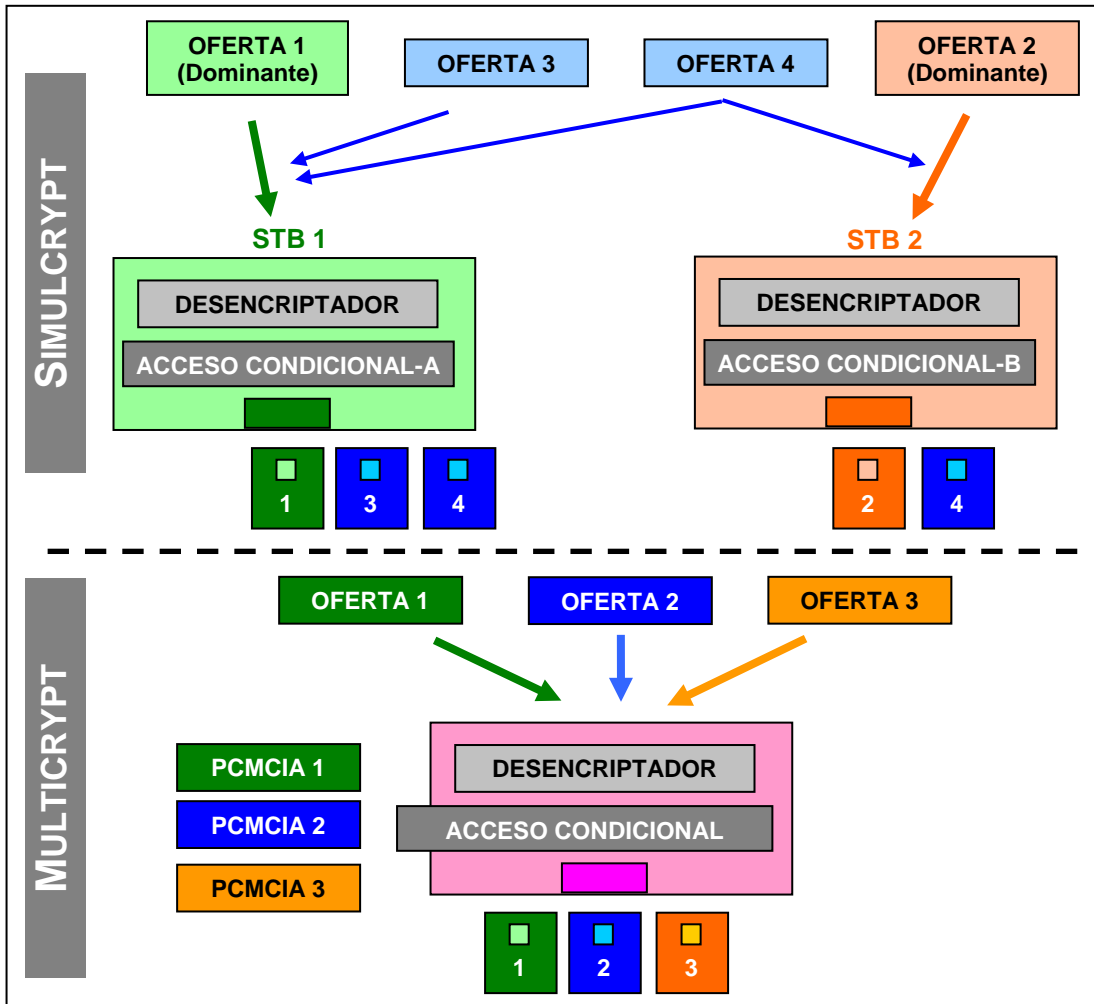 SIMULCRYPT
OFERTA 1
(Dominante)
OFERTA 3
OFERTA 4
OFERTA 2
(Dominante)
STB 1
DESENCRIPTADOR
ACCESO CONDICIONAL-A
1
3
4
STB 2
DESENCRIPTADOR
ACCESO CONDICIONAL-B
2
4
MULTICRYPT
OFERTA 1
OFERTA 2
OFERTA 3
PCMCIA 1
PCMCIA 2
PCMCIA 3
DESENCRIPTADOR
ACCESO CONDICIONAL
1
2
3